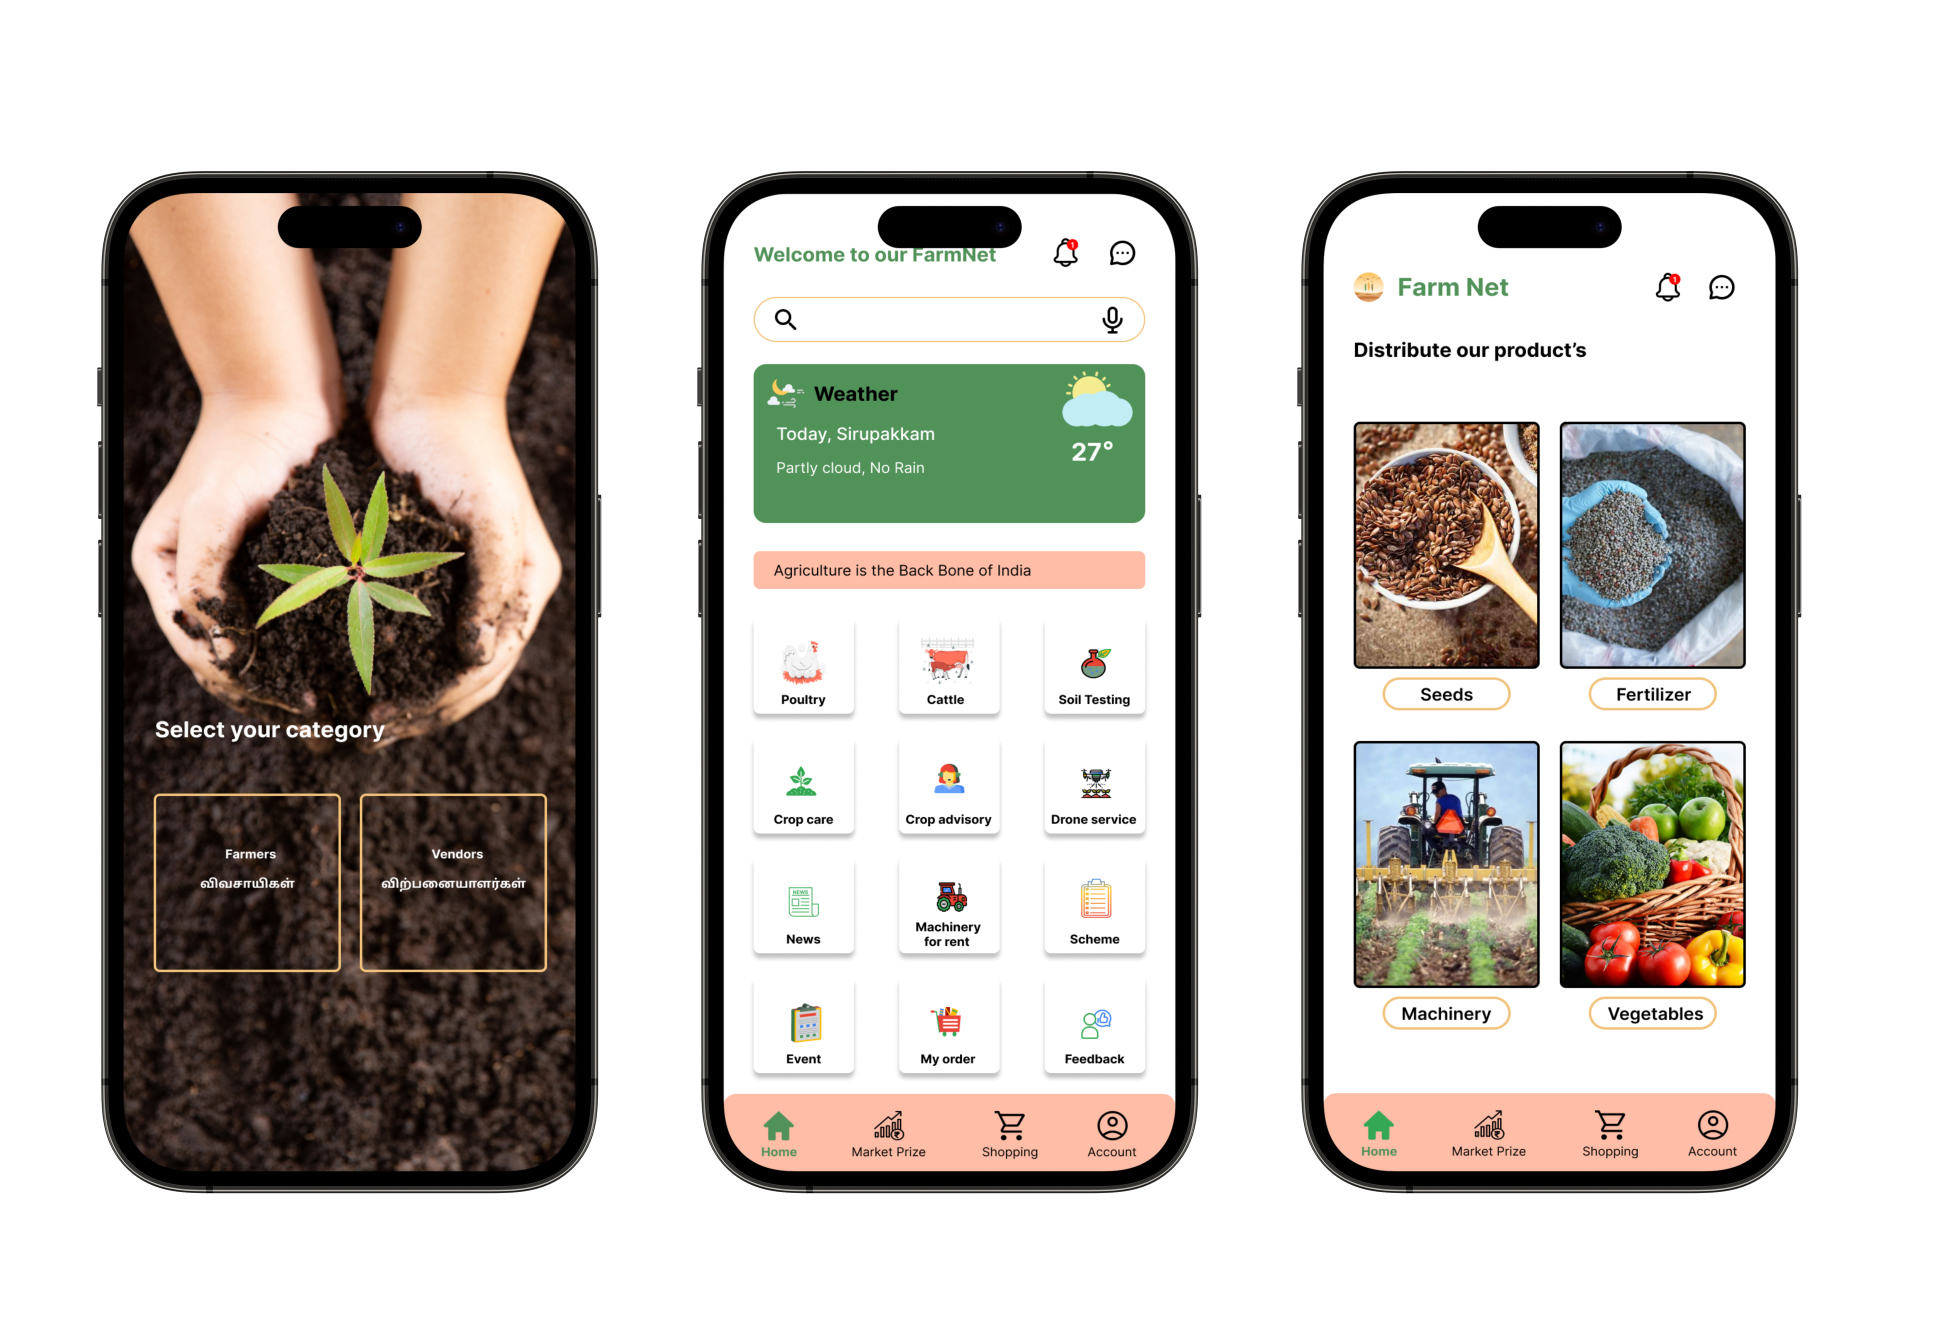 Select your category
Farmers
விவசாயிகள்
Vendors
விற்பனையாளர்கள்
Welcome to our FarmNet
1
Weather
Today, Sirupakkam
Partly cloud, No Rain
27°
Agriculture is the Back Bone of India
Poultry
Cattle
Soil Testing
Crop care
Crop advisory
Drone service
NEWS
News
Machinery
for rent
Scheme
Event
My order
Feedback
Home
Market Prize
Shopping
Account
Farm Net
1
Distribute our product’s
Seeds
Fertilizer
Machinery
Vegetables
Home
Market Prize
Shopping
Account